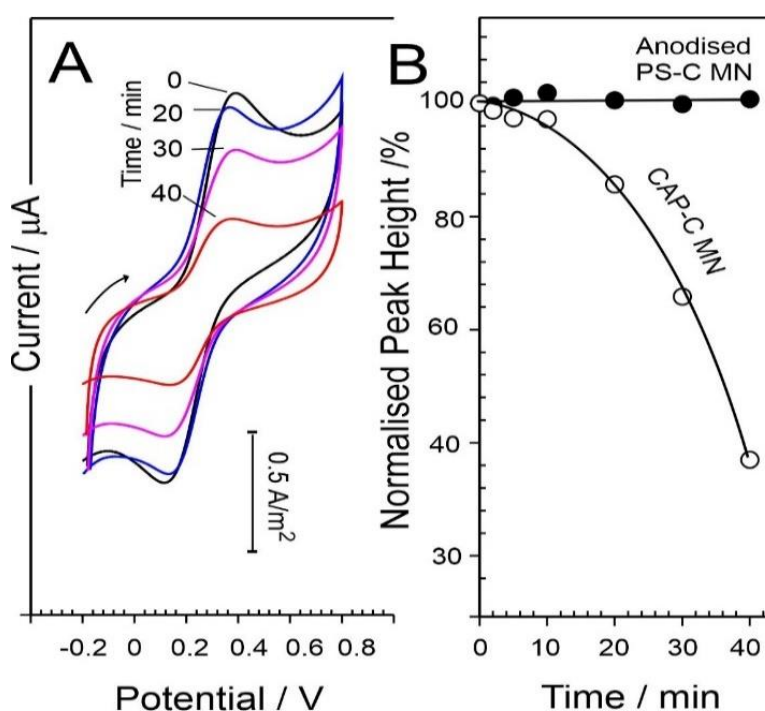 A
Time / min
0
20
30
40
Current / μA
0.5 A/m²
-0.2 0 0.2 0.4 0.6 0.8
Potential / V
B
Anodised
PS-C MN
CAP-C MN
Normalised Peak Height /%
100
80
60
40
30
0 10 20 30 40
Time / min